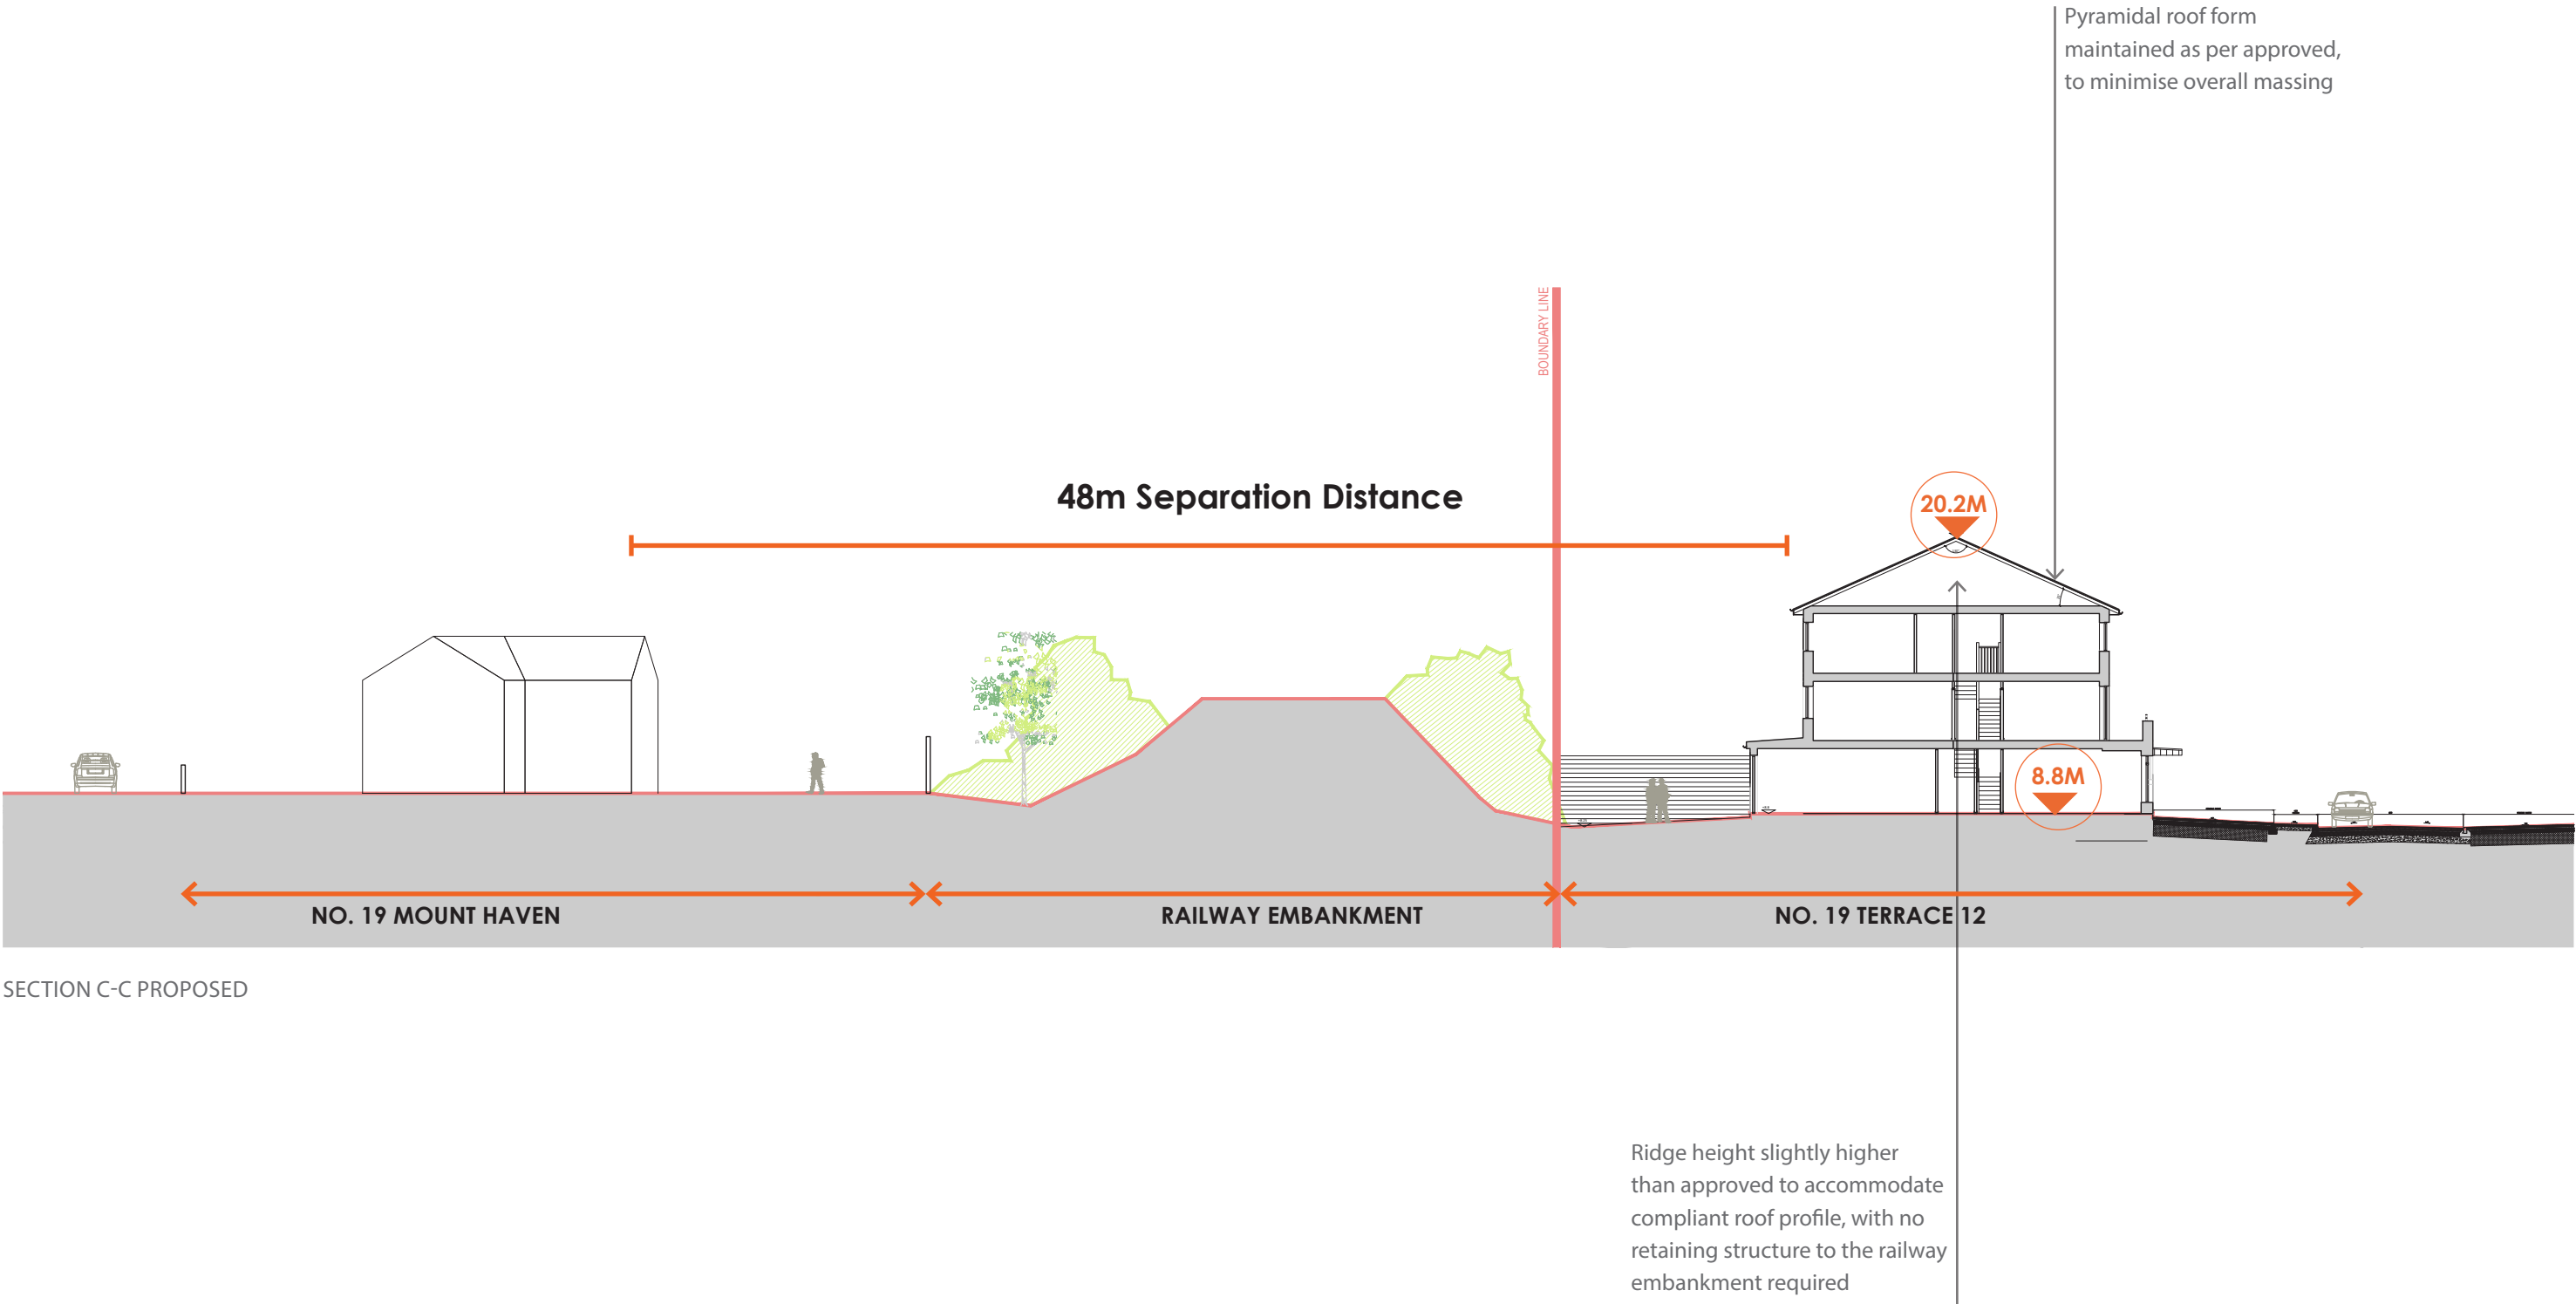 Pyramidal roof form
maintained as per approved,
to minimise overall massing
BOUNDARY LINE
48m Separation Distance
20.2M
8.8M
NO. 19 MOUNT HAVEN
RAILWAY EMBANKMENT
NO. 19 TERRACE 12
SECTION C-C PROPOSED
Ridge height slightly higher
than approved to accommodate
compliant roof profile, with no
retaining structure to the railway
embankment required